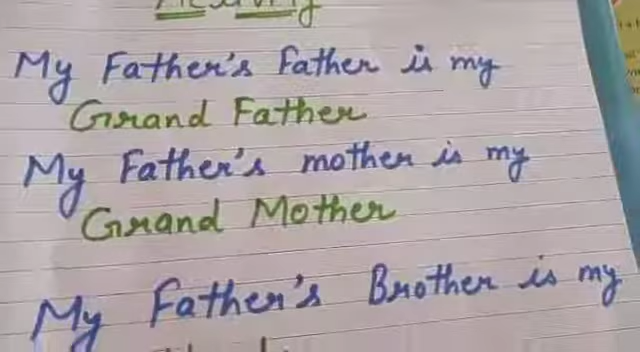 Activity
My Father's Father is my
Grand Father
My Father's mother is my
Grand Mother
My Father's Brother is my